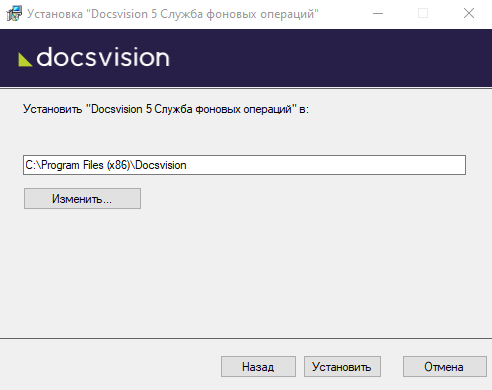 Установка "Docsvision 5 Служба фоновых операций"
docsvision
Установить "Docsvision 5 Служба фоновых операций" в:
C:\Program Files (x86)\Docsvision
Изменить...
Назад Установить Отмена